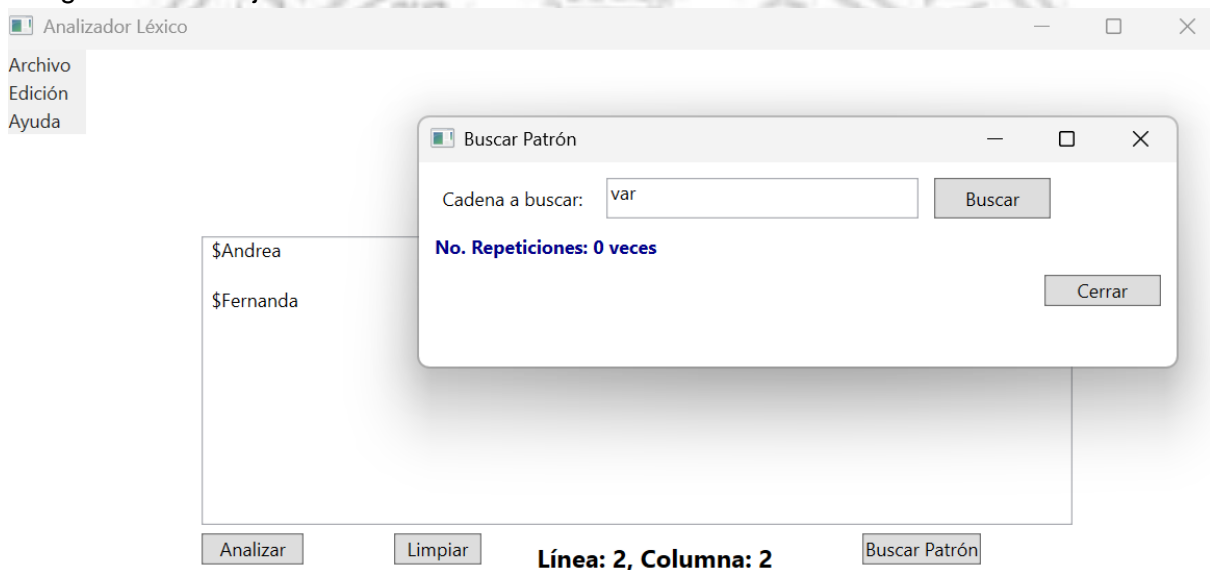 Analizador Léxico
Archivo
Edición
Ayuda
Buscar Patrón
Cadena a buscar: var Buscar
No. Repeticiones: 0 veces
Cerrar
$Andrea
$Fernanda
Analizar Limpiar Línea: 2, Columna: 2 Buscar Patrón